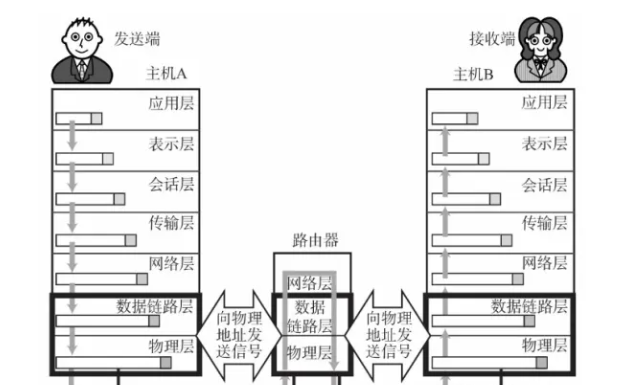 发送端
接收端
主机A
主机B
应用层
应用层
表示层
表示层
会话层
会话层
传输层
传输层
路由器
网络层
网络层
网络层
数据链路层
数据
链路层
数据链路层
向物理
地址发
送信号
向物理
地址发
送信号
物理层
物理层
物理层